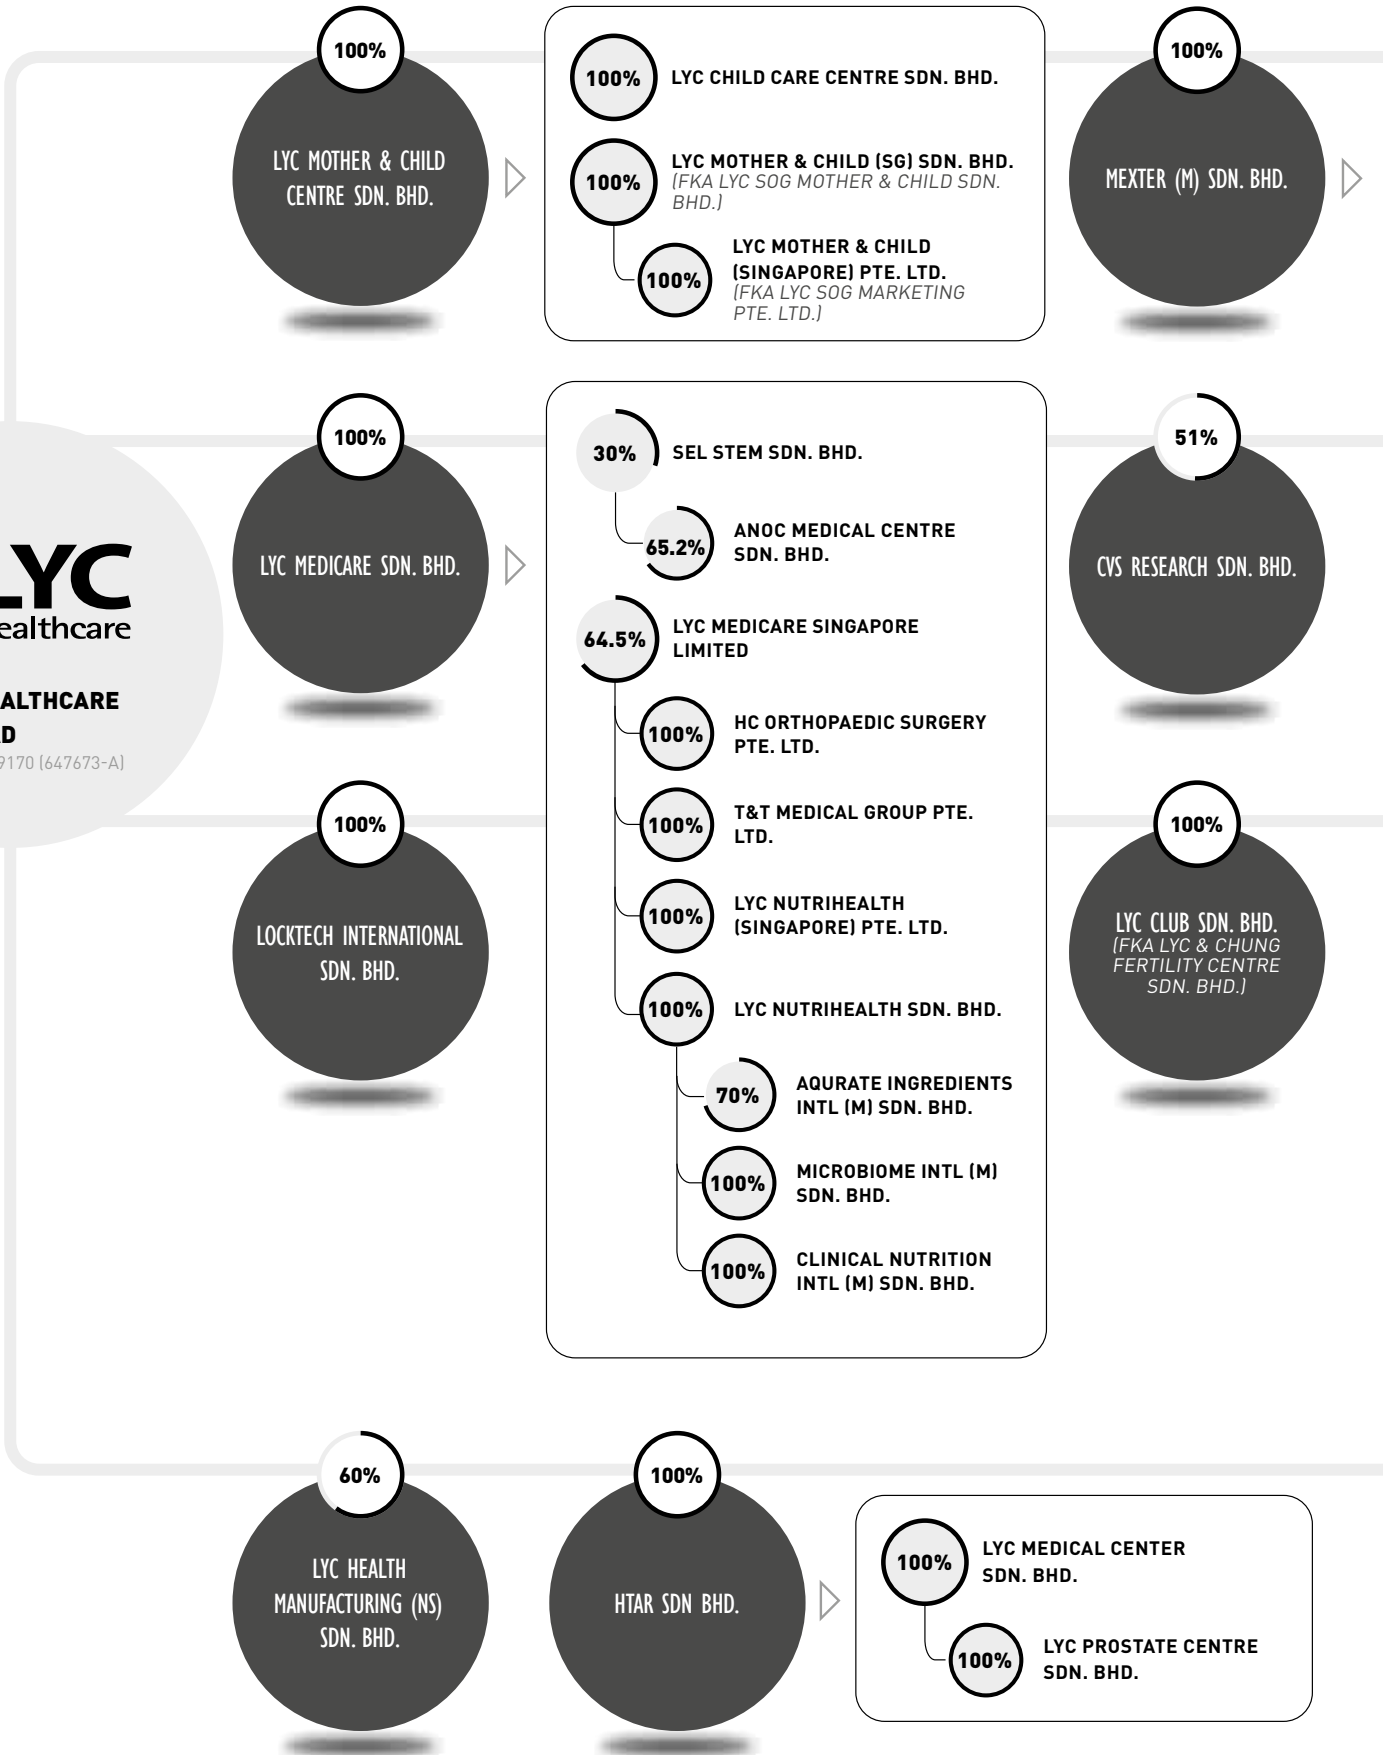 100%
LYC MOTHER & CHILD
CENTRE SDN. BHD.
100%
LYC CHILD CARE CENTRE SDN. BHD.
100%
LYC MOTHER & CHILD (SG) SDN. BHD.
(FKA LYC SOG MOTHER & CHILD SDN.
BHD.)
100%
LYC MOTHER & CHILD
(SINGAPORE) PTE. LTD.
(FKA LYC SOG MARKETING
PTE. LTD.)
100%
MEXTER (M) SDN. BHD.
LYC
ealthcare
ALTHCARE
D
9170 (647673-A)
100%
LYC MEDICARE SDN. BHD.
30%
SEL STEM SDN. BHD.
65.2%
ANOC MEDICAL CENTRE
SDN. BHD.
64.5%
LYC MEDICARE SINGAPORE
LIMITED
100%
HC ORTHOPAEDIC SURGERY
PTE. LTD.
100%
T&T MEDICAL GROUP PTE.
LTD.
100%
LYC NUTRIHEALTH
(SINGAPORE) PTE. LTD.
100%
LYC NUTRIHEALTH SDN. BHD.
70%
AQURATE INGREDIENTS
INTL (M) SDN. BHD.
100%
MICROBIOME INTL (M)
SDN. BHD.
100%
CLINICAL NUTRITION
INTL (M) SDN. BHD.
51%
CVS RESEARCH SDN. BHD.
100%
LOCKTECH INTERNATIONAL
SDN. BHD.
100%
LYC CLUB SDN. BHD.
(FKA LYC & CHUNG
FERTILITY CENTRE
SDN. BHD.)
60%
LYC HEALTH
MANUFACTURING (NS)
SDN. BHD.
100%
HTAR SDN BHD.
100%
LYC MEDICAL CENTER
SDN. BHD.
100%
LYC PROSTATE CENTRE
SDN. BHD.